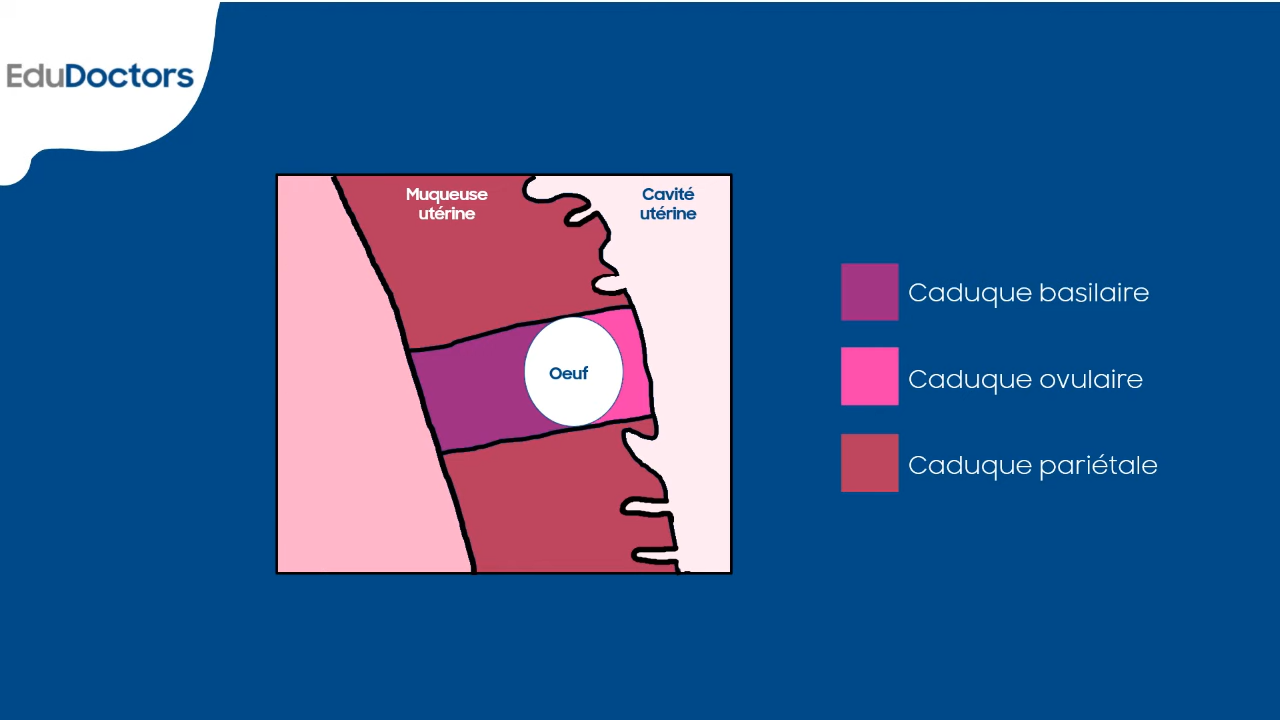 EduDoctors
Muqueuse
utérine
Cavité
utérine
Oeuf
Caduque basilaire
Caduque ovulaire
Caduque pariétale